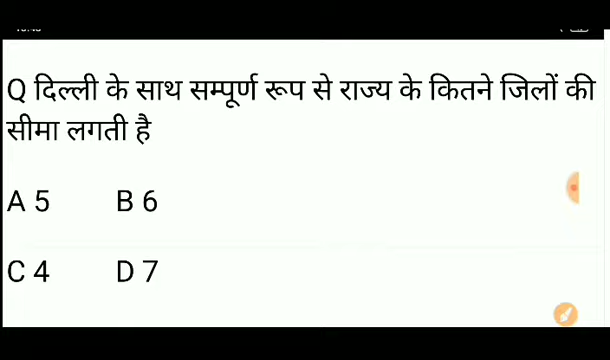 Q दिल्ली के साथ सम्पूर्ण रूप से राज्य के कितने जिलों की
सीमा लगती है
A 5 B 6
C 4 D 7